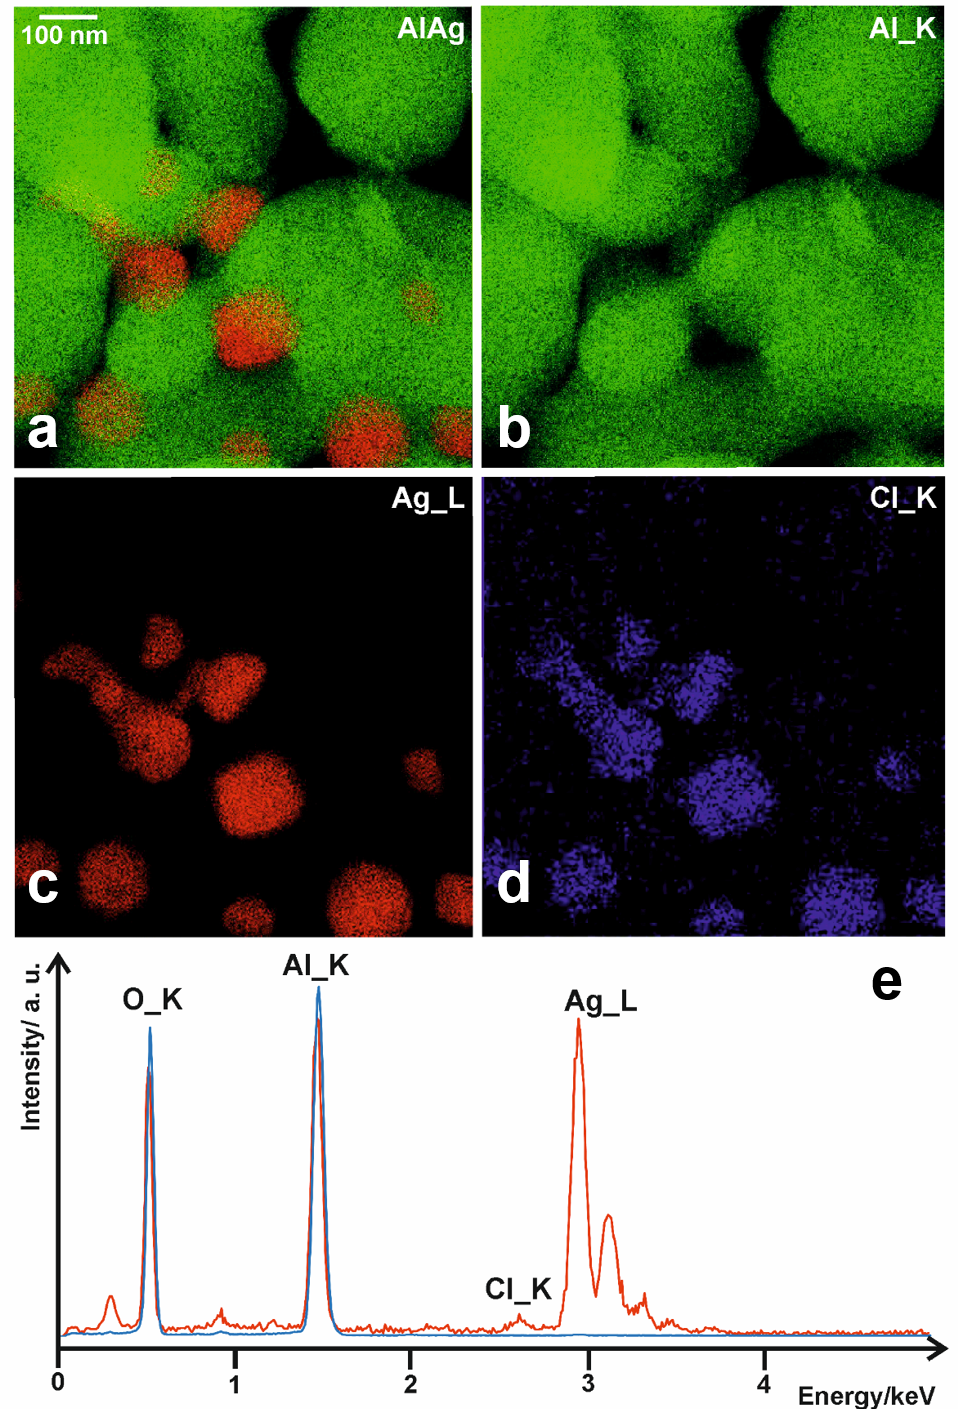 100 nm
AlAg
Al_K
a
b
Ag_L
Cl_K
c
d
Al_K
e
O_K
Ag_L
Intensity/ a. u.
Cl_K
0
1
2
3
4
Energy/keV